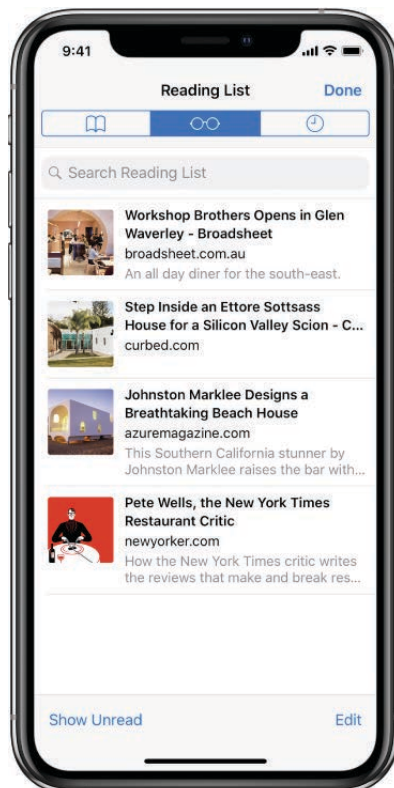 9:41
Reading List
Done
Search Reading List
Workshop Brothers Opens in Glen
Waverley - Broadsheet
broadsheet.com.au
An all day diner for the south-east.
Step Inside an Ettore Sottsass
House for a Silicon Valley Scion - C...
curbed.com
Johnston Marklee Designs a
Breathtaking Beach House
azuremagazine.com
This Southern California stunner by
Johnston Marklee raises the bar with...
Pete Wells, the New York Times
Restaurant Critic
newyorker.com
How the New York Times critic writes
the reviews that make and break res...
Show Unread
Edit